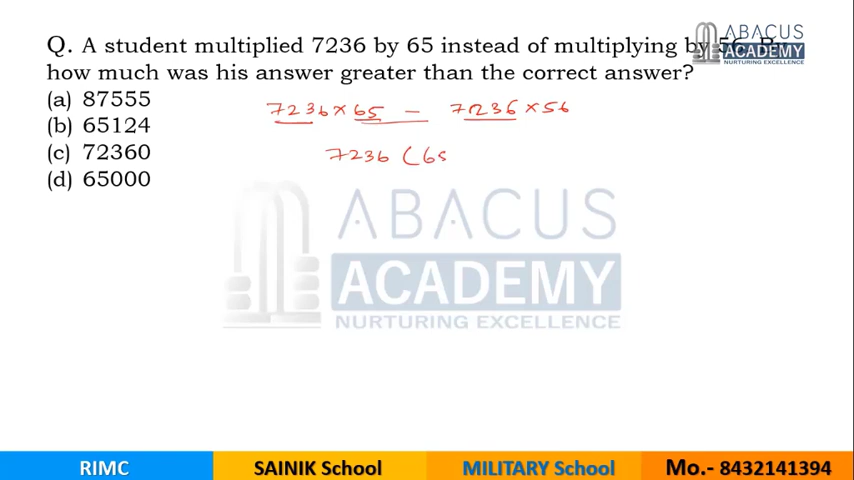 ABACUS
ACADEMY
NURTURING EXCELLENCE
Q. A student multiplied 7236 by 65 instead of multiplying by 56. By
how much was his answer greater than the correct answer?
(a) 87555
(b) 65124
(c) 72360
(d) 65000
7236 × 65 - 7236 × 56
7236 (65
ABACUS
ACADEMY
NURTURING EXCELLENCE
RIMC SAINIK School MILITARY School Mo.- 8432141394